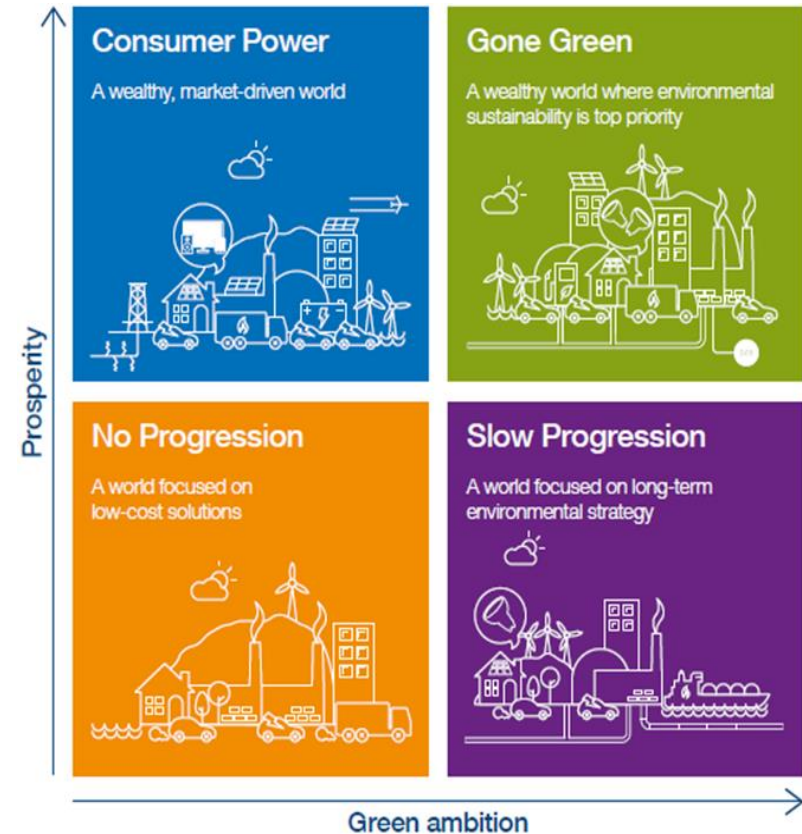 Consumer Power
A wealthy, market-driven world
Gone Green
A wealthy world where environmental
sustainability is top priority
No Progression
A world focused on
low-cost solutions
Slow Progression
A world focused on long-term
environmental strategy
Prosperity
Green ambition